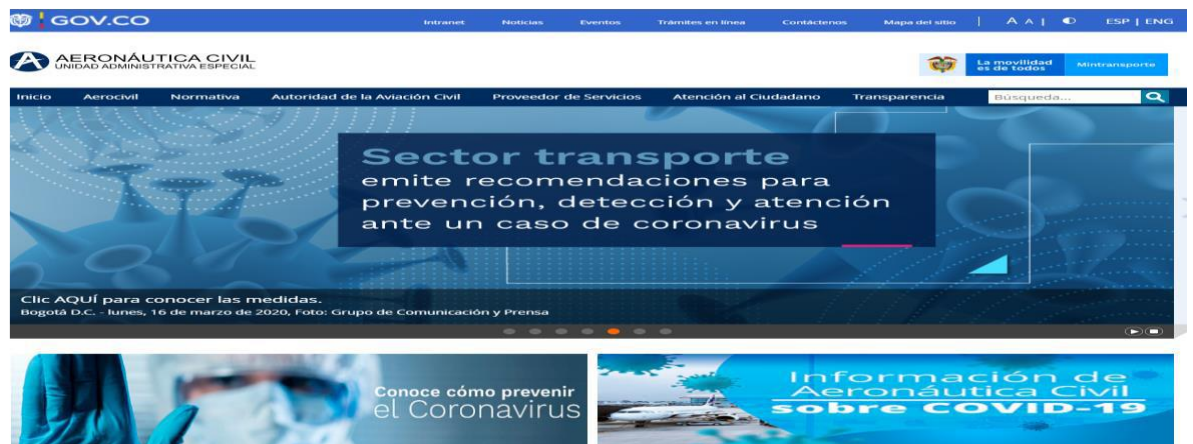 GOV.CO
Intranet Noticias Eventos Trámites en línea Contáctenos Mapa del sitio | A A | ESP | ENG
AERONÁUTICA CIVIL
UNIDAD ADMINISTRATIVA ESPECIAL
La movilidad
es de todos
Mintransporte
Inicio Aerocivil Normativa Autoridad de la Aviación Civil Proveedor de Servicios Atención al Ciudadano Transparencia Búsqueda...
Sector transporte
emite recomendaciones para
prevención, detección y atención
ante un caso de coronavirus
Clic AQUÍ para conocer las medidas.
Bogotá D.C. - lunes, 16 de marzo de 2020, Foto: Grupo de Comunicación y Prensa
Conoce cómo prevenir
el Coronavirus
Información de
Aeronáutica Civil
sobre COVID-19